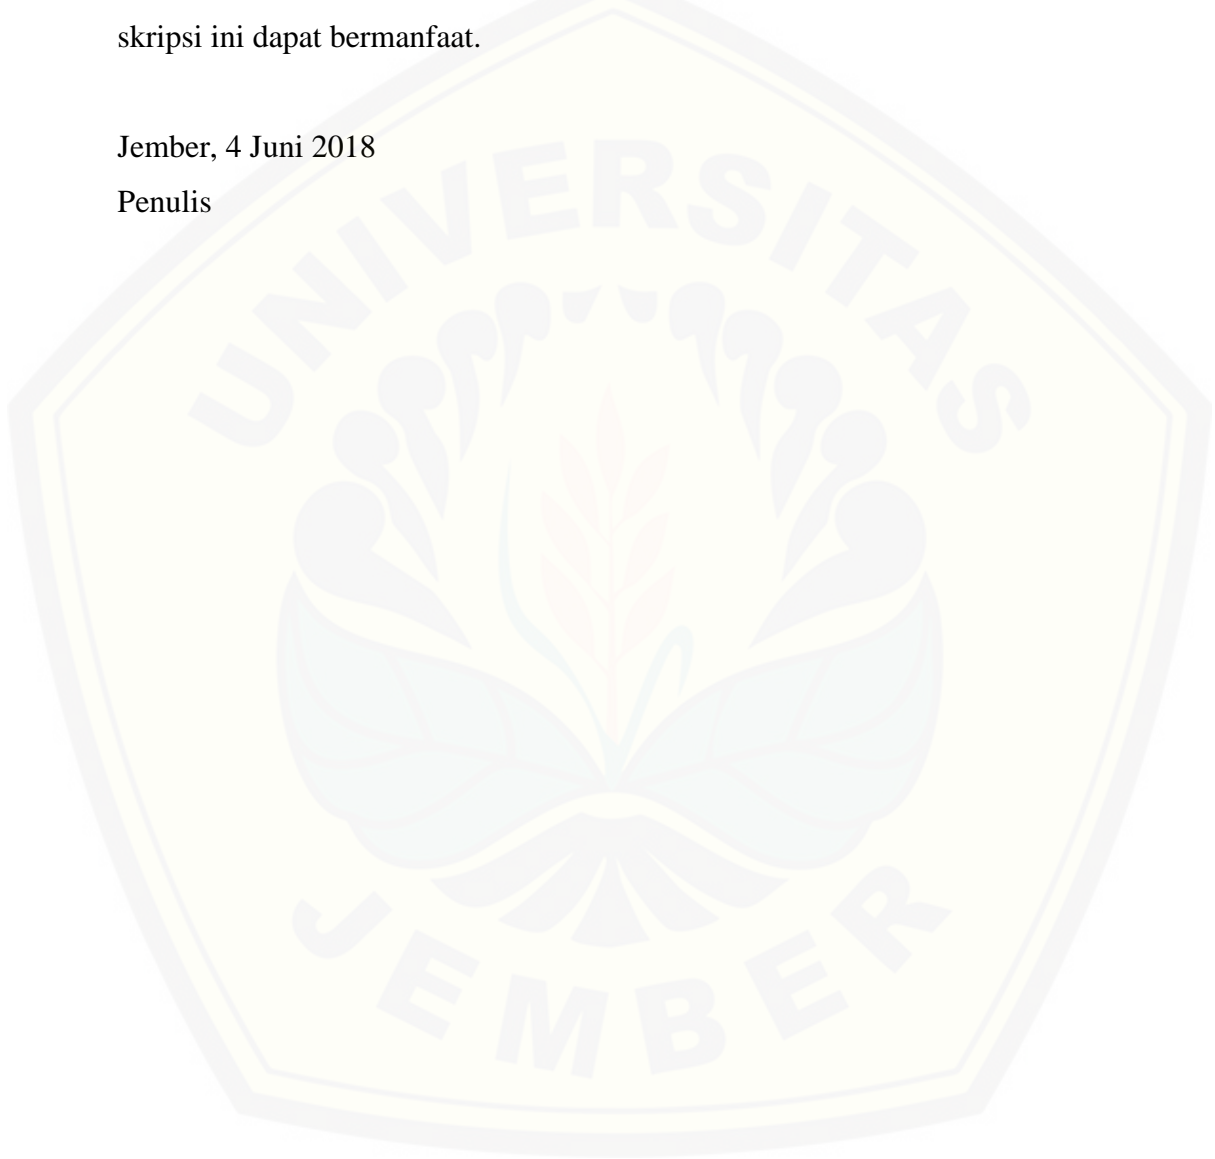 skripsi ini dapat bermanfaat.
Jember, 4 Juni 2018
Penulis
UNIVERSITAS
JEMBER